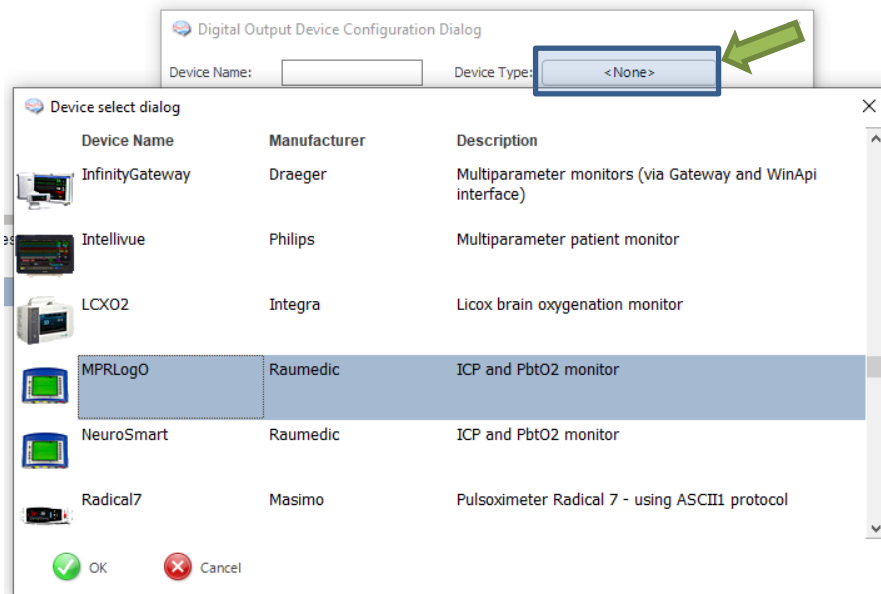 Digital Output Device Configuration Dialog
Device Name: Device Type: <None>
Device select dialog
Device Name Manufacturer Description
InfinityGateway Draeger Multiparameter monitors (via Gateway and WinApi
interface)
es
Intellivue Philips Multiparameter patient monitor
LCXO2 Integra Licox brain oxygenation monitor
MPRLogO Raumedic ICP and PbtO2 monitor
NeuroSmart Raumedic ICP and PbtO2 monitor
Radical7 Masimo Pulsoximeter Radical 7 - using ASCII1 protocol
OK Cancel